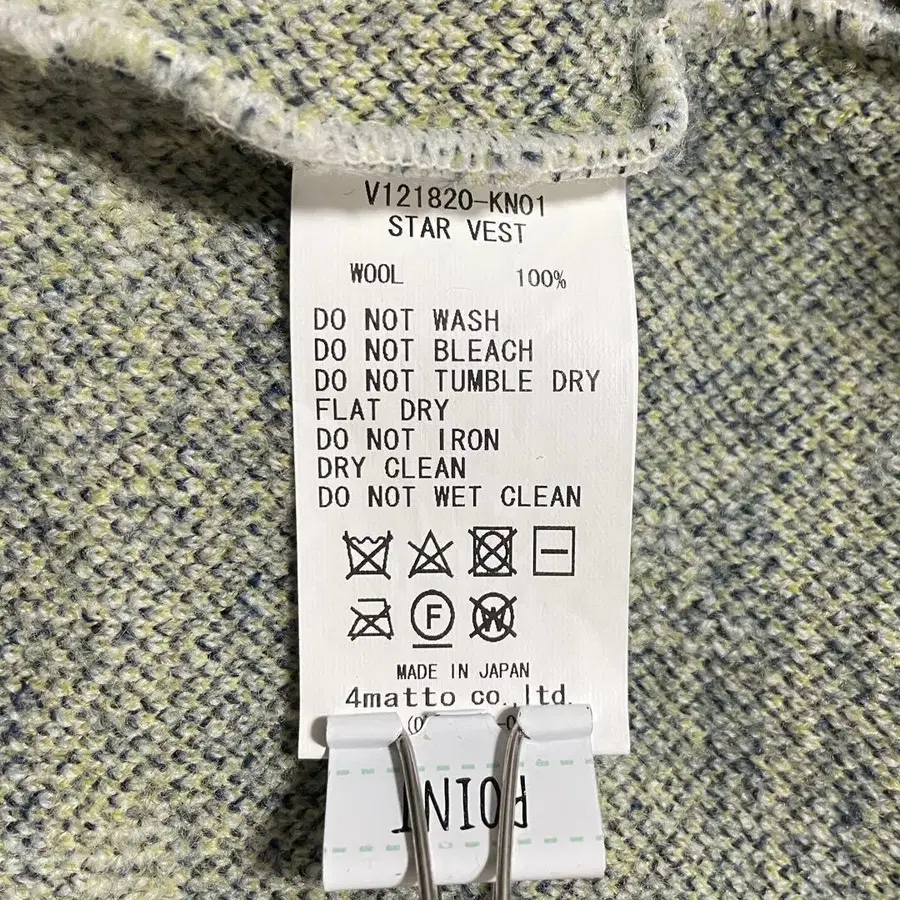 V121820-KN01
STAR VEST
WOOL 100%
DO NOT WASH
DO NOT BLEACH
DO NOT TUMBLE DRY
FLAT DRY
DO NOT IRON
DRY CLEAN
DO NOT WET CLEAN
F W
MADE IN JAPAN
4matto co.,ltd.
POINT